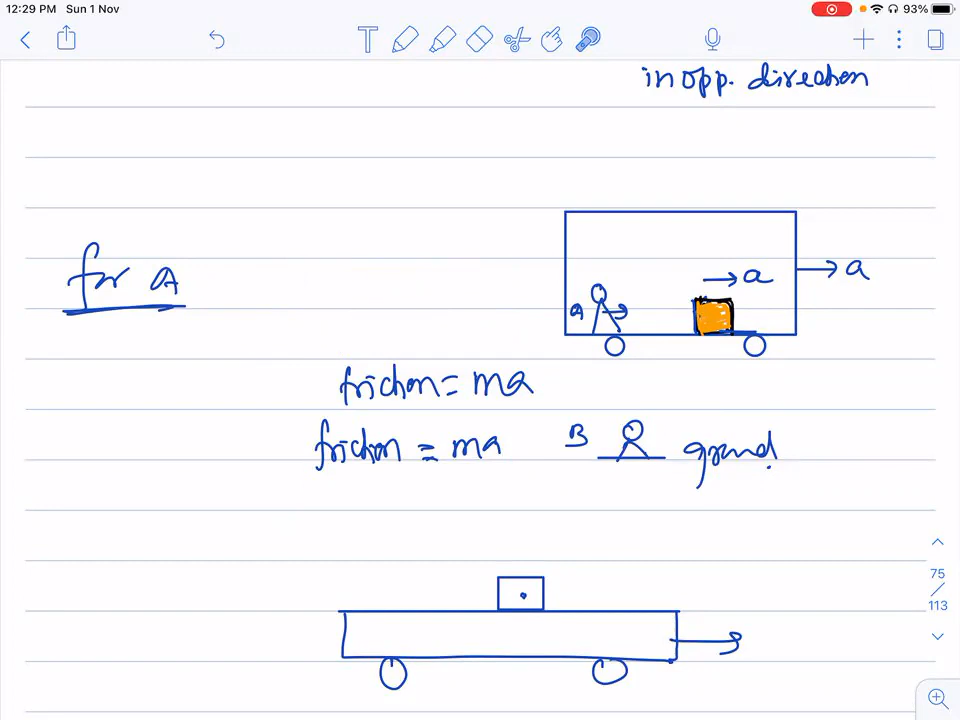 12:29 PM Sun 1 Nov
93%
T
in opp. direction
for A
a
a
A
friction = ma
friction = ma B ground
75
/
113